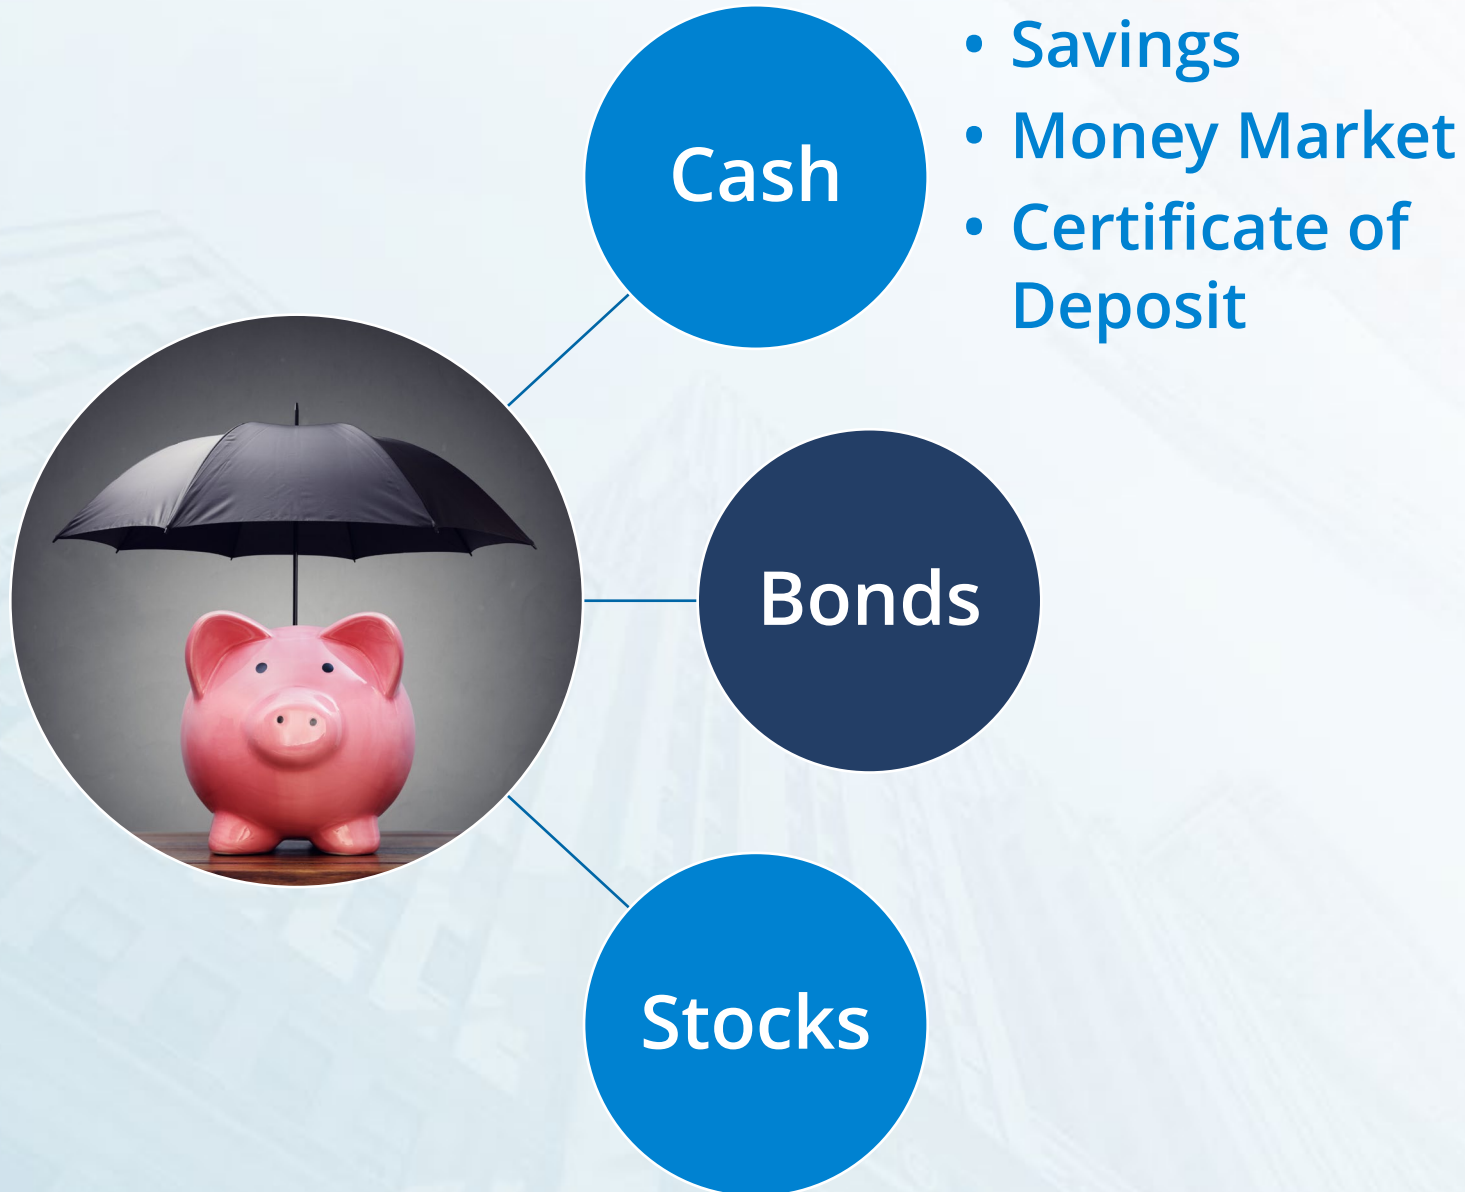 Cash
• Savings
• Money Market
• Certificate of
Deposit
Bonds
Stocks